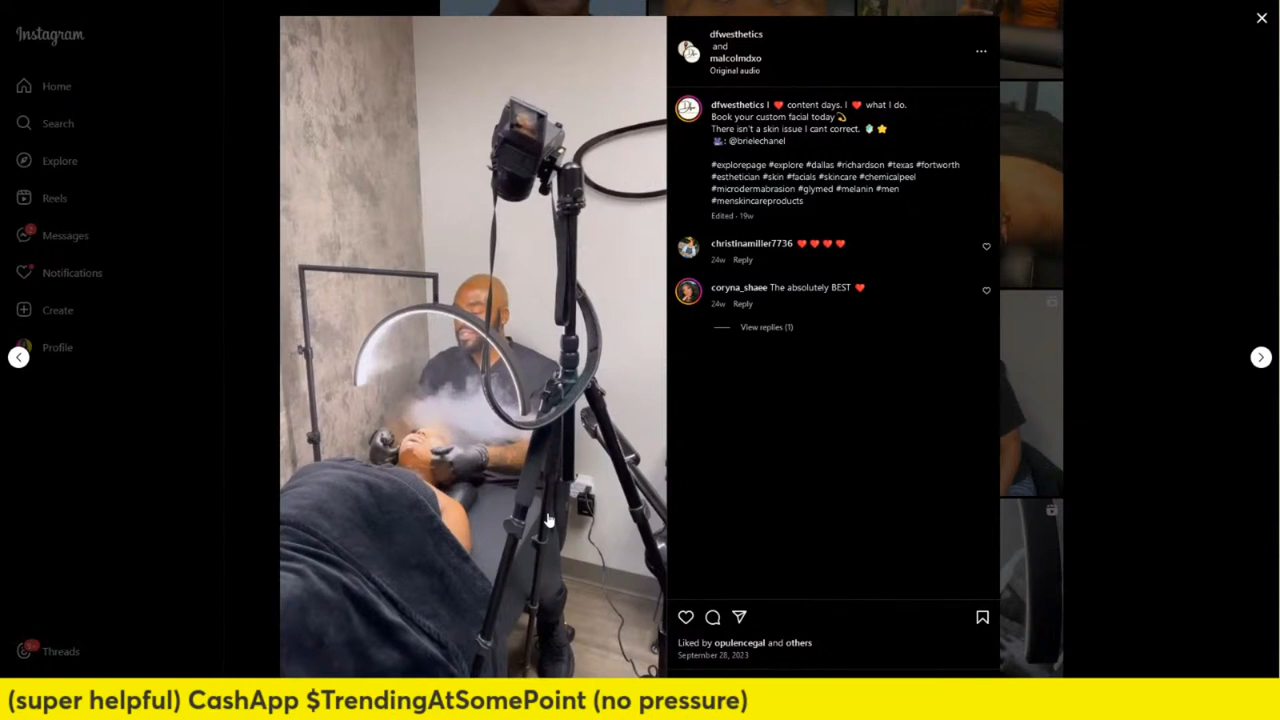 Instagram
Home
Search
Explore
Reels
Messages
Notifications
Create
Profile
Threads
dfwesthetics
and
malcolmdxo
Original audio
dfwesthetics I ❤️ content days. I ❤️ what I do.
Book your custom facial today 💫
There isn't a skin issue I cant correct.
: @brielechanel
#explorepage #explore #dallas #richardson #texas #fortworth
#esthetician #skin #facials #skincare #chemicalpeel
#microdermabrasion #glymed #melanin #men
#menskincareproducts
Edited · 19w
christinamiller7736 ❤️❤️❤️❤️
24w Reply
coryna_shaee The absolutely BEST ❤️
24w Reply
View replies (1)
Liked by opulencegal and others
September 28, 2023
(super helpful) CashApp $TrendingAtSomePoint (no pressure)